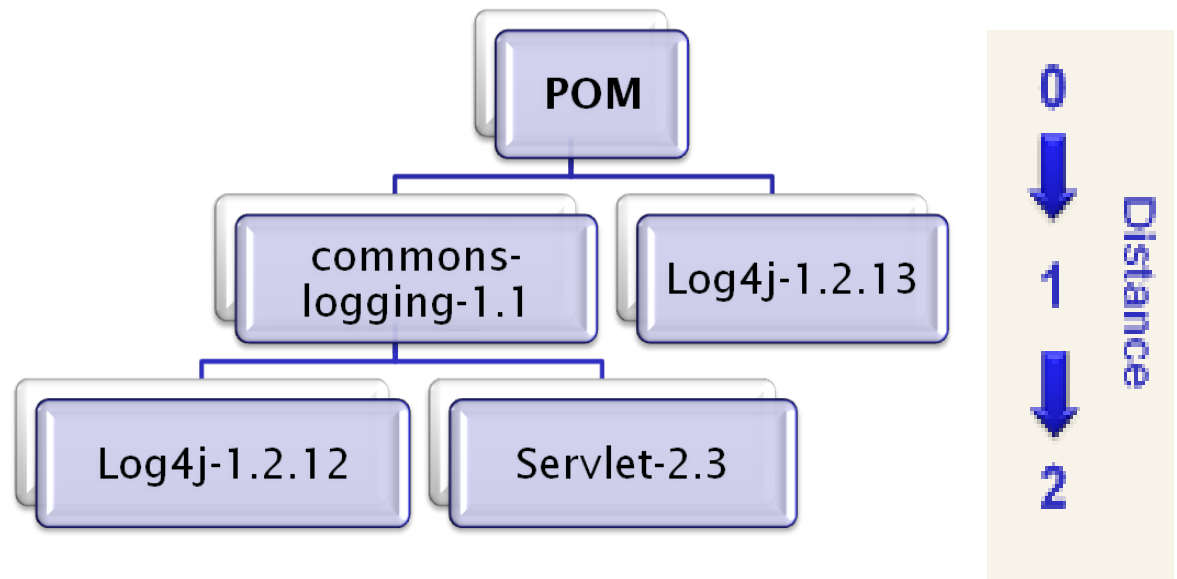 POM
0
commons-
logging-1.1
Log4j-1.2.13
1
Distance
Log4j-1.2.12
Servlet-2.3
2